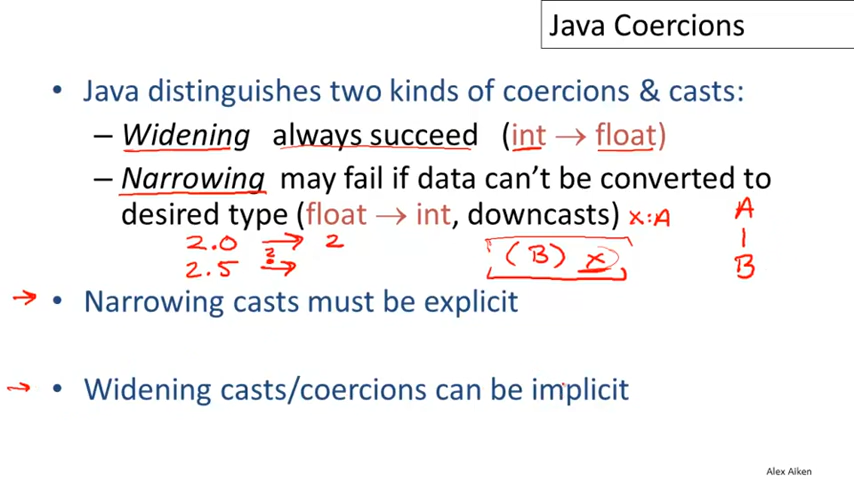 Java Coercions
• Java distinguishes two kinds of coercions & casts:
– Widening always succeed (int → float)
– Narrowing may fail if data can't be converted to
desired type (float → int, downcasts) x:A
A
2.0 → 2
(B) x
B
2.5 ? →
→ • Narrowing casts must be explicit
→ • Widening casts/coercions can be implicit
Alex Aiken